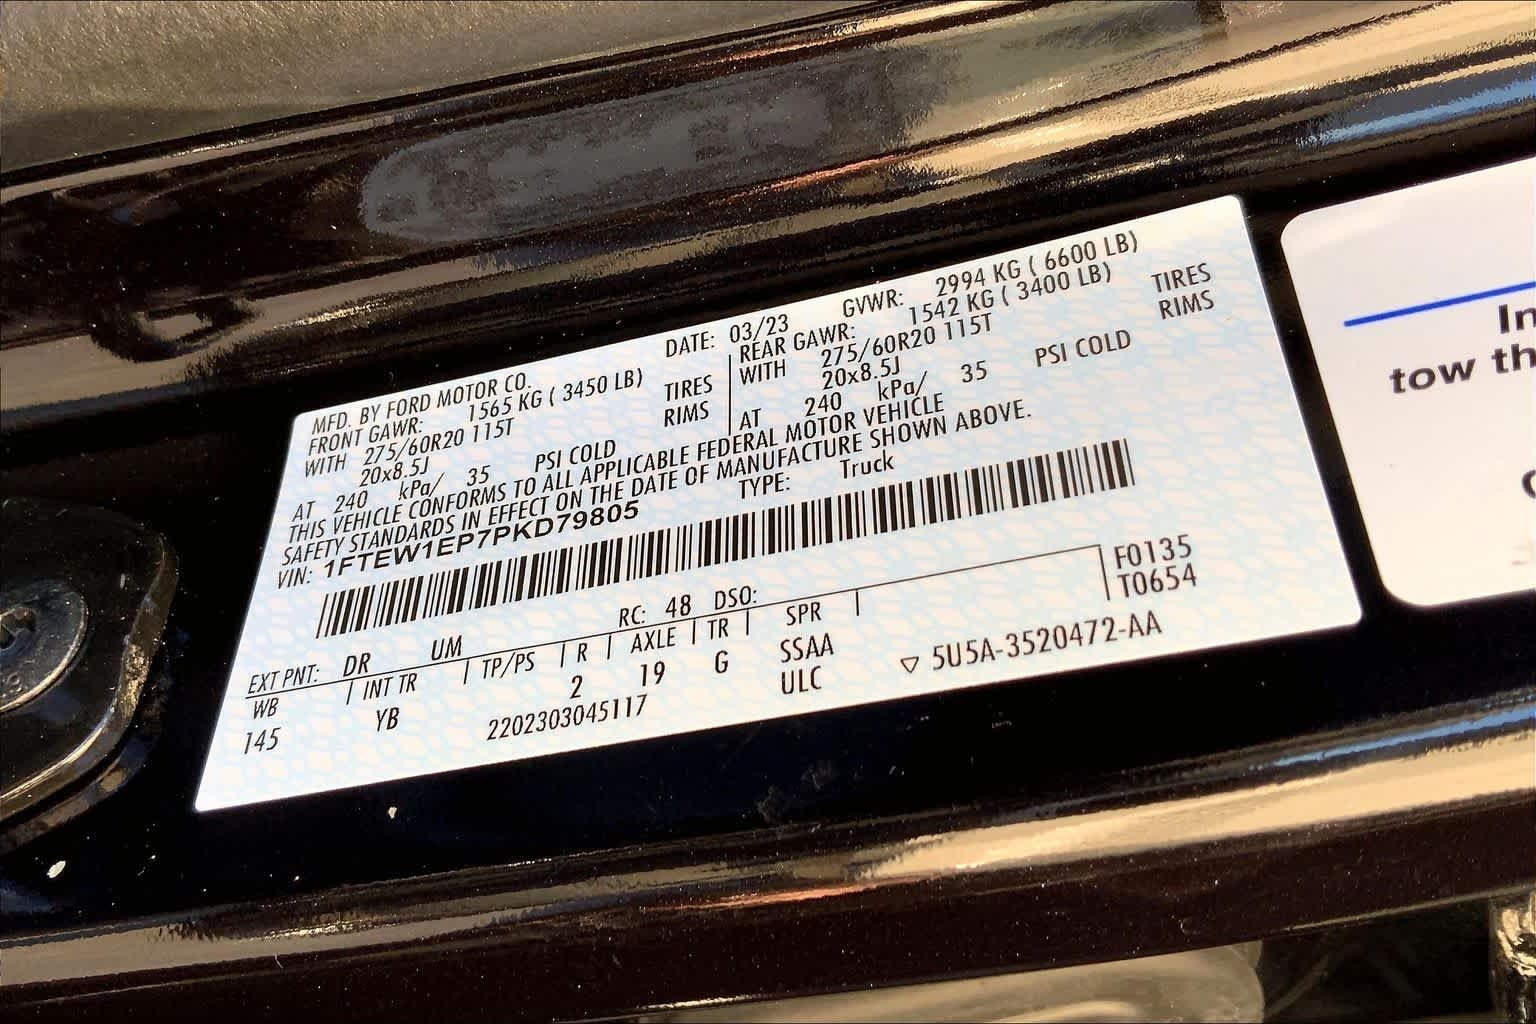 MFD. BY FORD MOTOR CO. DATE: 03/23 GVWR: 2994 KG ( 6600 LB)
FRONT GAWR: 1565 KG ( 3450 LB) REAR GAWR: 1542 KG ( 3400 LB)
WITH 275/60R20 115T TIRES WITH 275/60R20 115T TIRES
20x8.5J RIMS 20x8.5J RIMS
AT 240 kPa/ 35 PSI COLD AT 240 kPa/ 35 PSI COLD
THIS VEHICLE CONFORMS TO ALL APPLICABLE FEDERAL MOTOR VEHICLE
SAFETY STANDARDS IN EFFECT ON THE DATE OF MANUFACTURE SHOWN ABOVE.
VIN: 1FTEW1EP7PKD79805 TYPE: Truck
F0135
T0654
EXT PNT: DR UM RC: 48 DSO:
WB INT TR TP/PS R AXLE TR SPR
145 YB 2 19 G SSAA
ULC
2202303045117 ▽ 5U5A-3520472-AA
tow